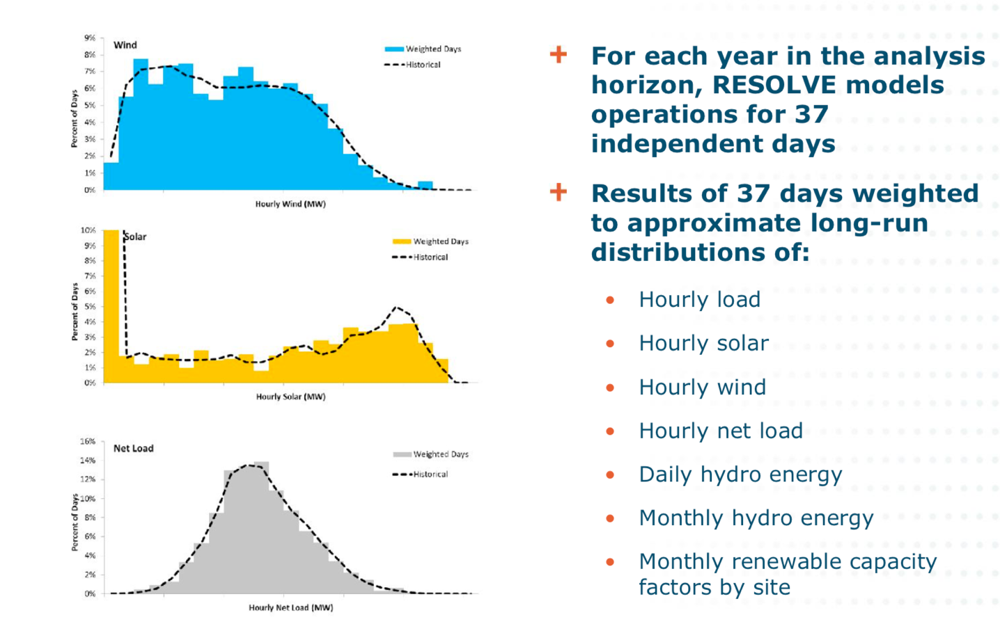 9%
Wind
8%
7%
6%
5%
4%
3%
2%
1%
0%
Percent of Days
Weighted Days
Historical
Hourly Wind (MW)
10%
Solar
9%
8%
7%
6%
5%
4%
3%
2%
1%
0%
Percent of Days
Weighted Days
Historical
Hourly Solar (MW)
16%
Net Load
14%
12%
10%
8%
6%
4%
2%
0%
Percent of Days
Weighted Days
Historical
Hourly Net Load (MW)
+ For each year in the analysis
horizon, RESOLVE models
operations for 37
independent days
+ Results of 37 days weighted
to approximate long-run
distributions of:
• Hourly load
• Hourly solar
• Hourly wind
• Hourly net load
• Daily hydro energy
• Monthly hydro energy
• Monthly renewable capacity
factors by site